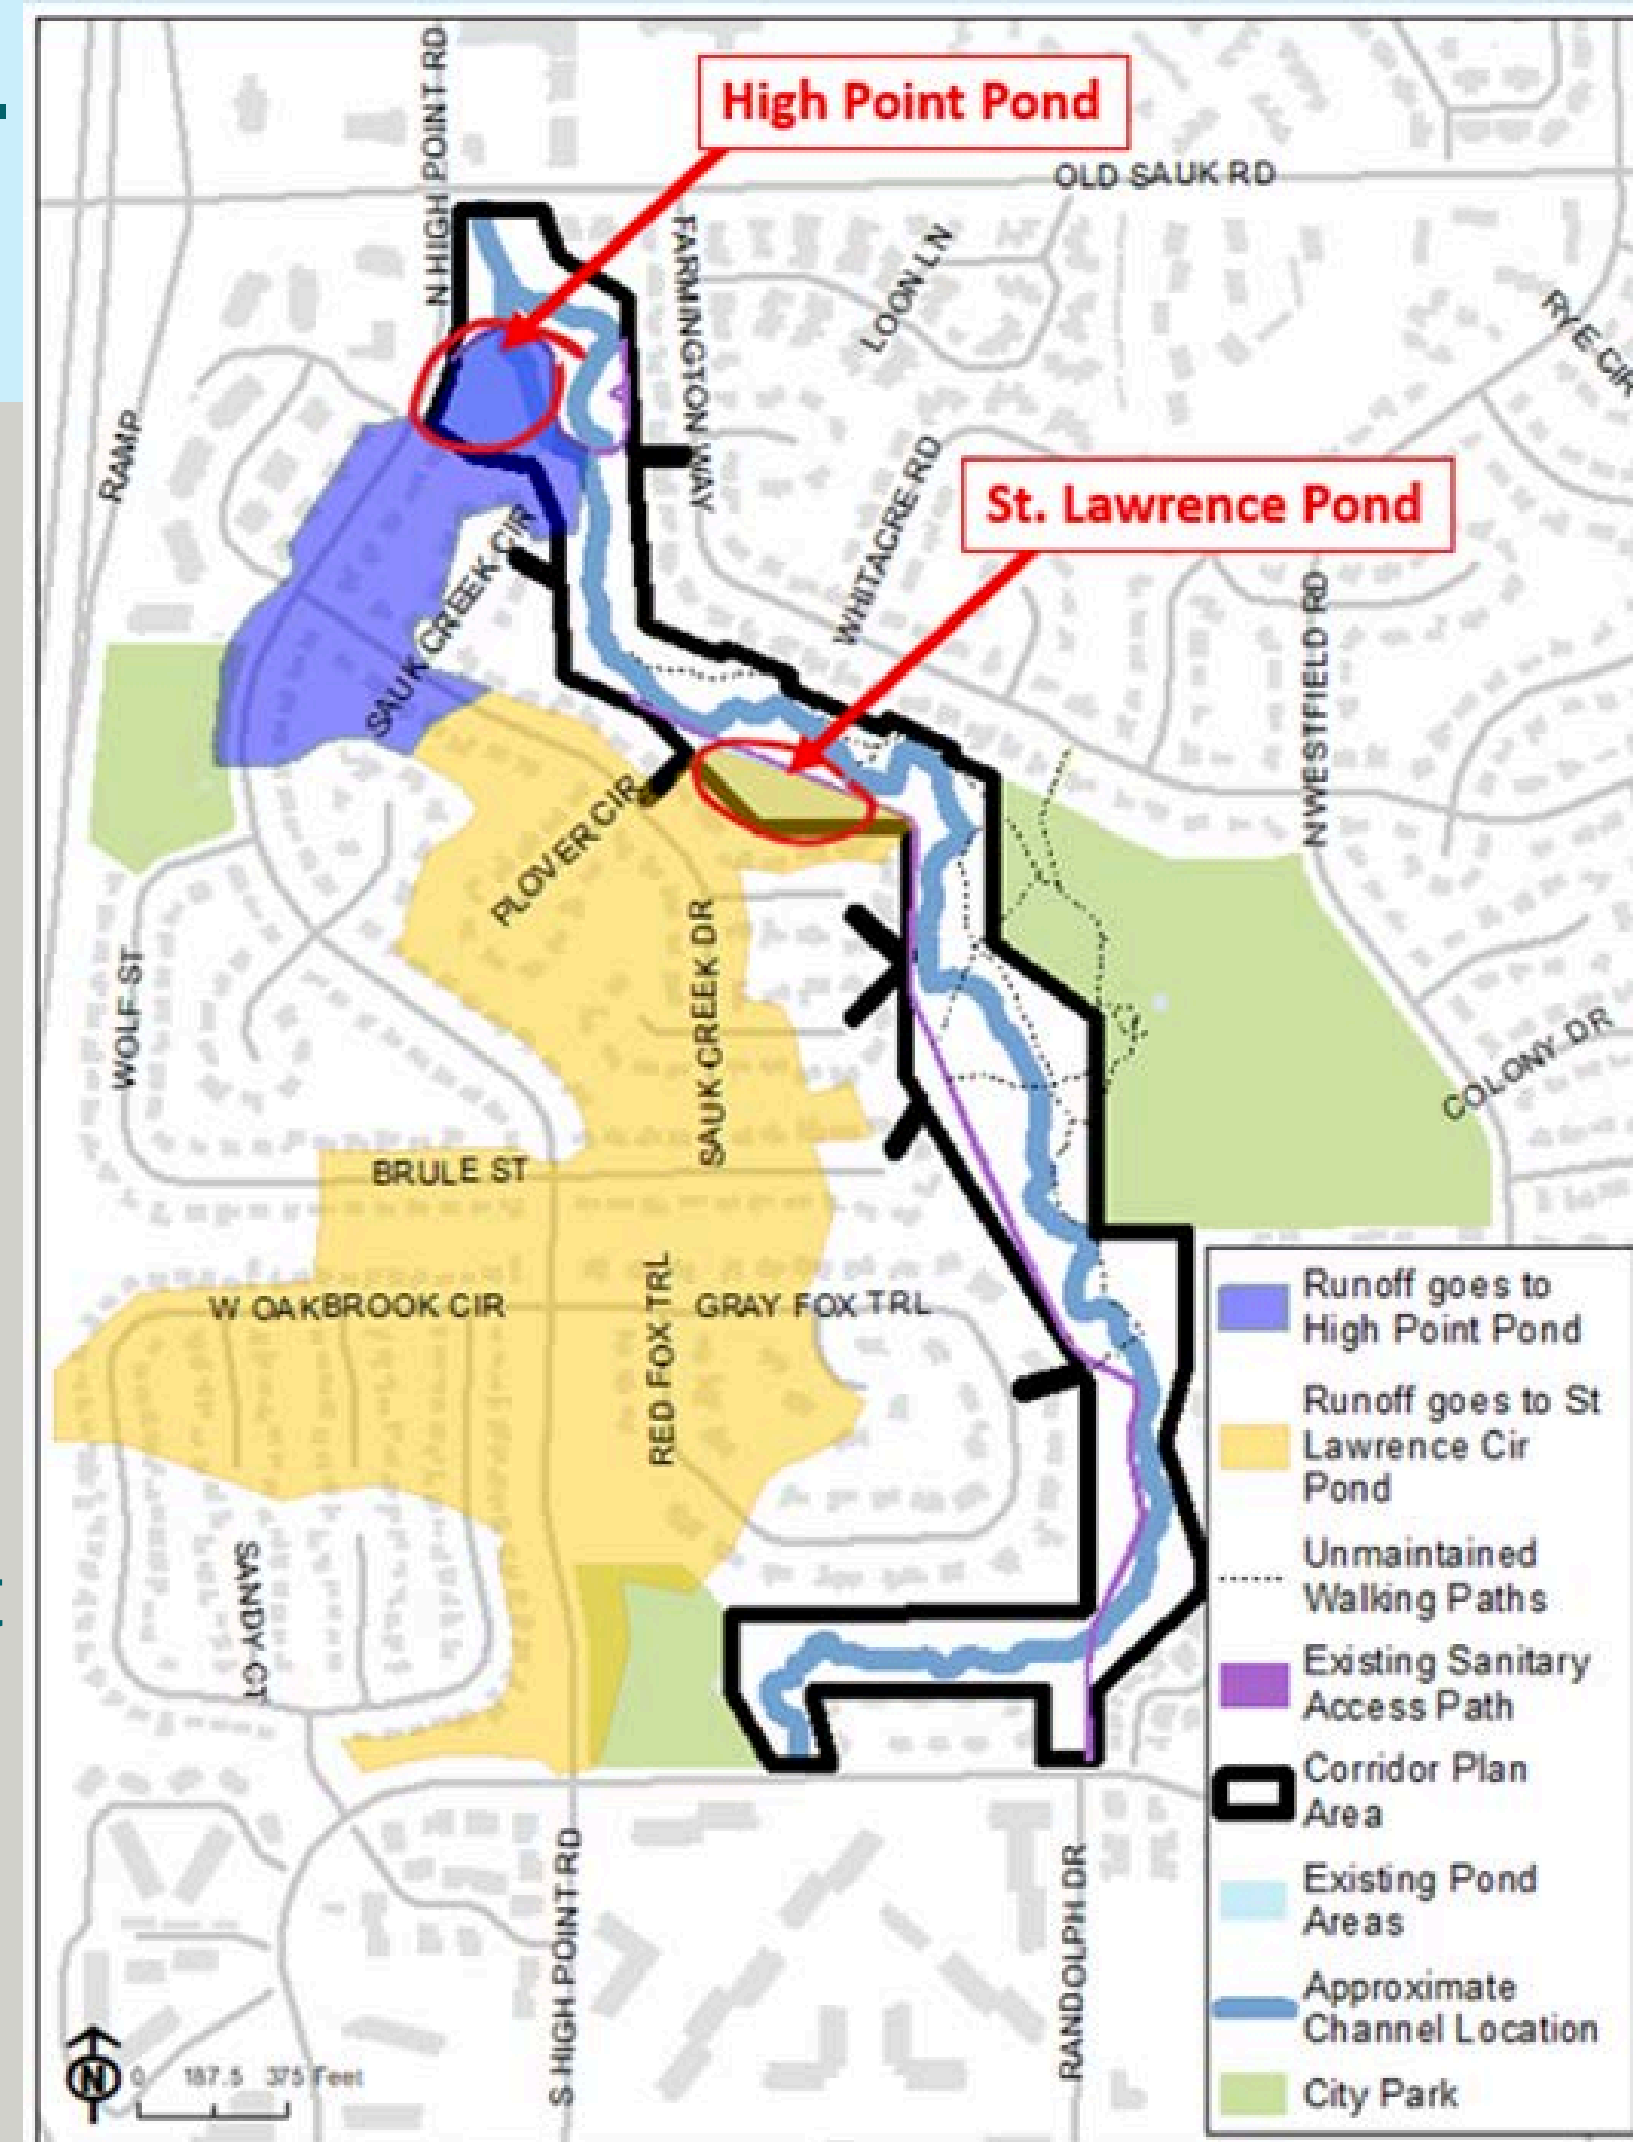 High Point Pond
N HIGH POINT RD
OLD SAUK RD
FARMINGTON WAY
LOON LN
RYE CIR
RAMP
WHITACRE RD
St. Lawrence Pond
SAUK CREEK CIR
N WESTFIELD RD
PLOVER CIR
WOLF ST
SAUK CREEK DR
COLONY DR
BRULE ST
W OAKBROOK CIR
RED FOX TRL
GRAY FOX TRL
SANDY CT
S HIGH POINT RD
RANDOLPH DR
Runoff goes to
High Point Pond
Runoff goes to St
Lawrence Cir
Pond
Unmaintained
Walking Paths
Existing Sanitary
Access Path
Corridor Plan
Area
Existing Pond
Areas
Approximate
Channel Location
City Park
N
0 187.5 375 Feet